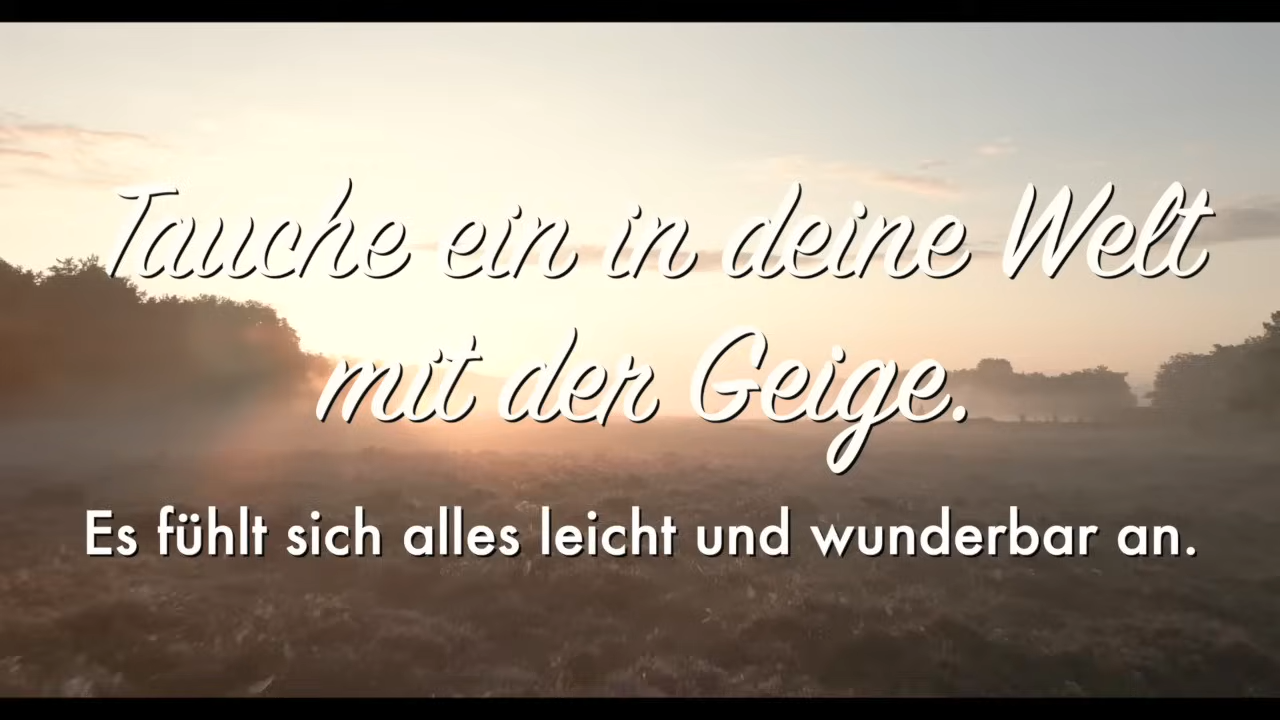 Tauche ein in deine Welt
mit der Geige.
Es fühlt sich alles leicht und wunderbar an.